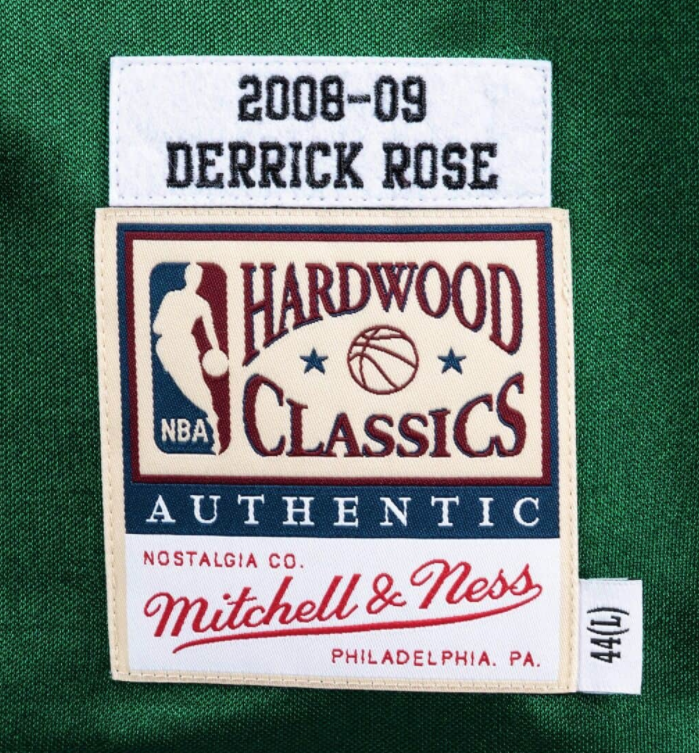 2008-09
DERRICK ROSE
HARDWOOD
CLASSICS
NBA
AUTHENTIC
NOSTALGIA CO.
Mitchell & Ness
PHILADELPHIA. PA.
44(L)